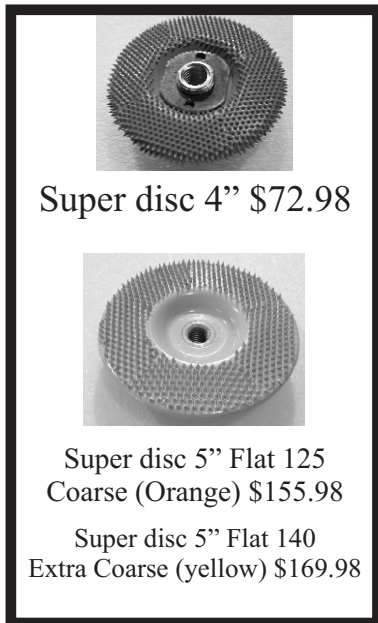 Super disc 4” $72.98
Super disc 5” Flat 125
Coarse (Orange) $155.98
Super disc 5” Flat 140
Extra Coarse (yellow) $169.98